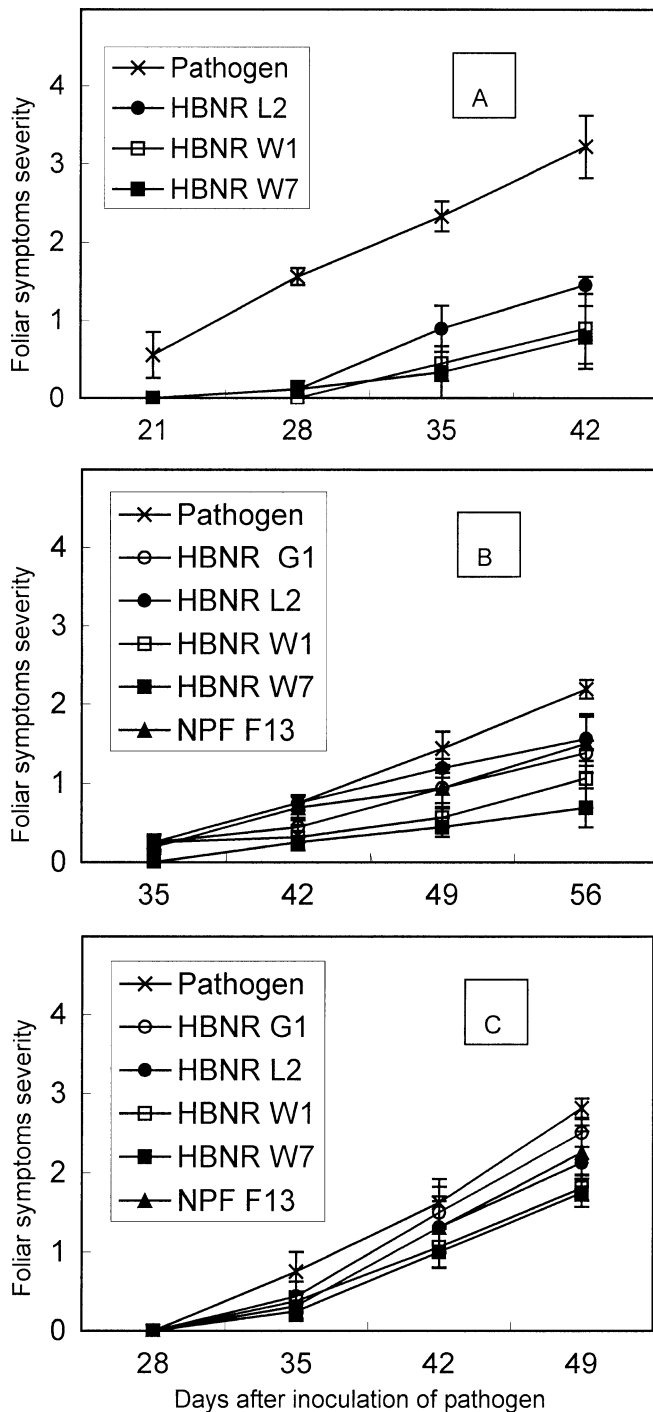 4
3
2
1
0
Foliar symptoms severity
Pathogen
HBNR L2
HBNR W1
HBNR W7
A
21 28 35 42
4
3
2
1
0
Foliar symptoms severity
Pathogen
HBNR G1
HBNR L2
HBNR W1
HBNR W7
NPF F13
B
35 42 49 56
4
3
2
1
0
Foliar symptoms severity
Pathogen
HBNR G1
HBNR L2
HBNR W1
HBNR W7
NPF F13
C
28 35 42 49
Days after inoculation of pathogen